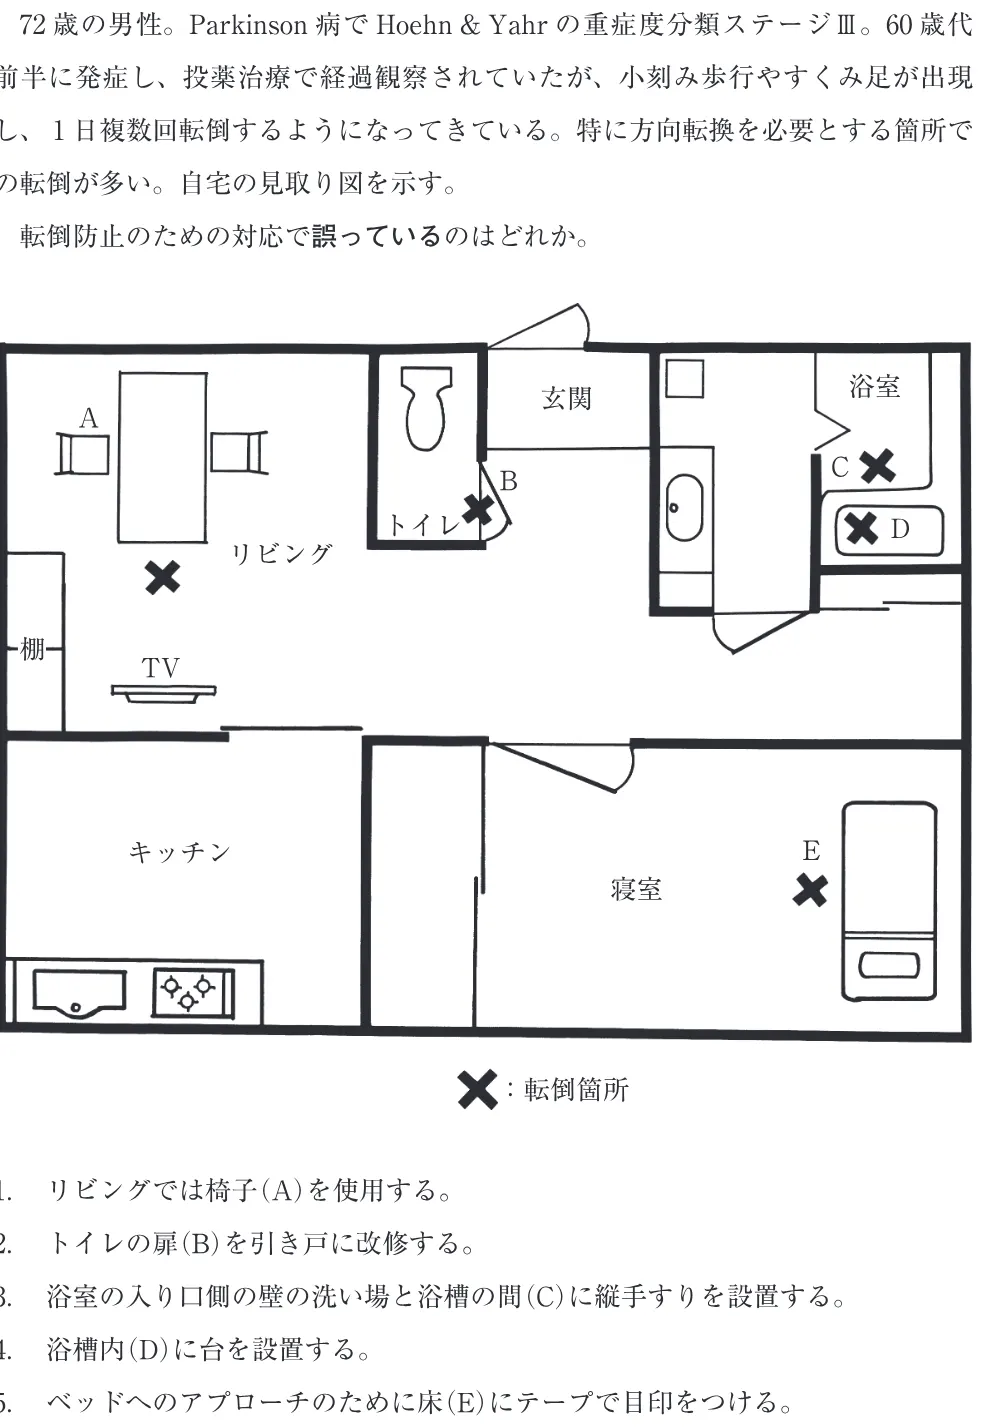 72歳の男性。Parkinson病でHoehn & Yahrの重症度分類ステージⅢ。60歳代
前半に発症し、投薬治療で経過観察されていたが、小刻み歩行やすくみ足が出現
し、1日複数回転倒するようになってきている。特に方向転換を必要とする箇所で
の転倒が多い。自宅の見取り図を示す。
転倒防止のための対応で誤っているのはどれか。
玄関
浴室
A
B
C
トイレ
D
リビング
棚
TV
キッチン
E
寝室
:転倒箇所
1. リビングでは椅子(A)を使用する。
2. トイレの扉(B)を引き戸に改修する。
3. 浴室の入り口側の壁の洗い場と浴槽の間(C)に縦手すりを設置する。
4. 浴槽内(D)に台を設置する。
5. ベッドへのアプローチのために床(E)にテープで目印をつける。